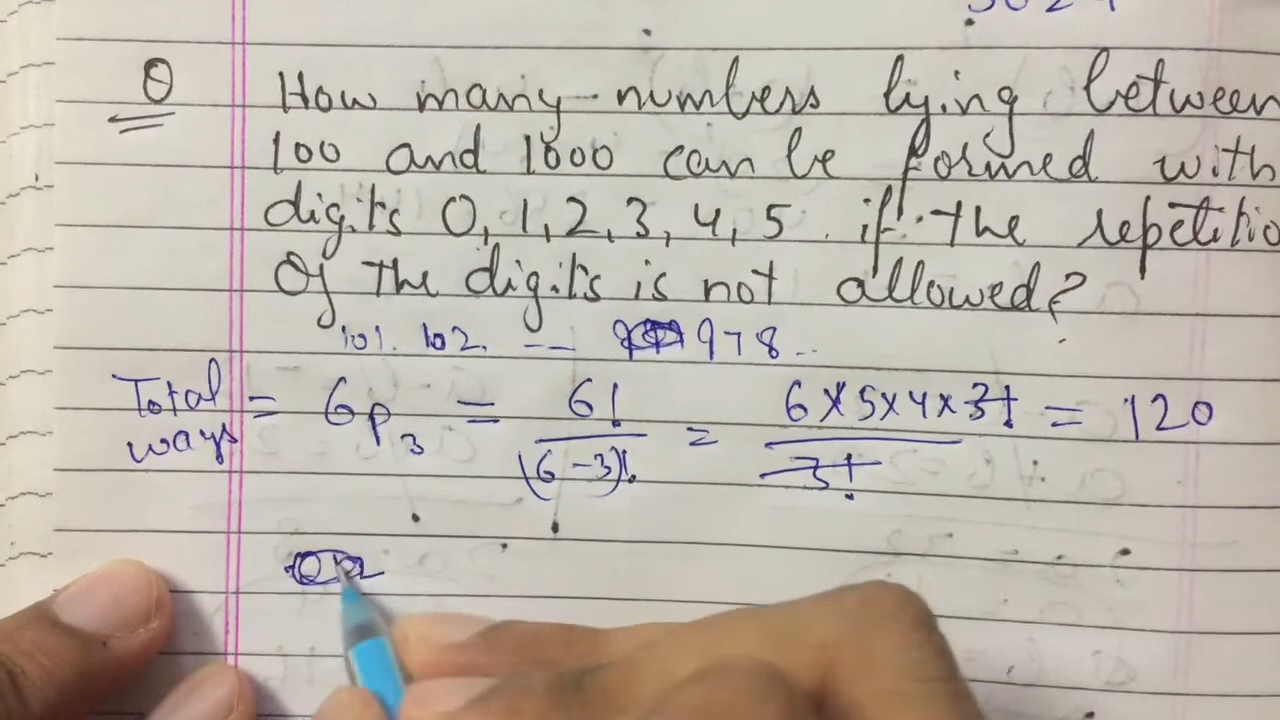 Q How many numbers lying between
100 and 1000 can be formed with
digits 0, 1, 2, 3, 4, 5. if the repetitio
Of the digits is not allowed?
101. 102. -- 978..
Total ways = 6P3 = 6!/(6-3)! = 6×5×4×3!/3! = 120